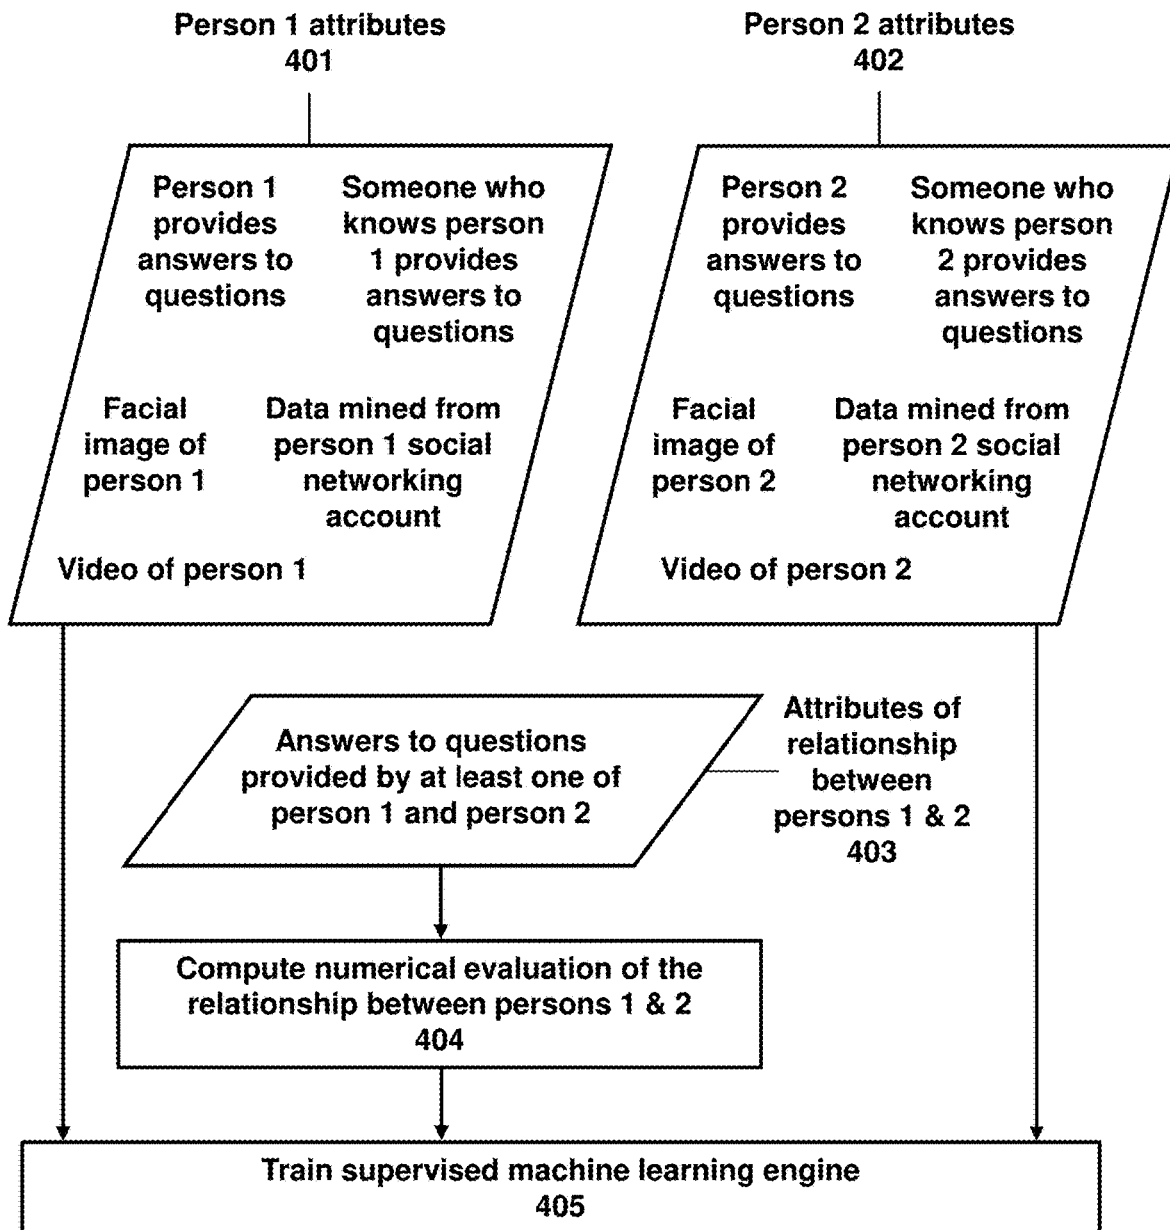 Person 1 attributes
401
Person 2 attributes
402
Person 1
provides
answers to
questions
Someone who
knows person
1 provides
answers to
questions
Facial
image of
person 1
Data mined from
person 1 social
networking
account
Video of person 1
Person 2
provides
answers to
questions
Someone who
knows person
2 provides
answers to
questions
Facial
image of
person 2
Data mined from
person 2 social
networking
account
Video of person 2
Answers to questions
provided by at least one of
person 1 and person 2
Attributes of
relationship
between
persons 1 & 2
403
Compute numerical evaluation of the
relationship between persons 1 & 2
404
Train supervised machine learning engine
405